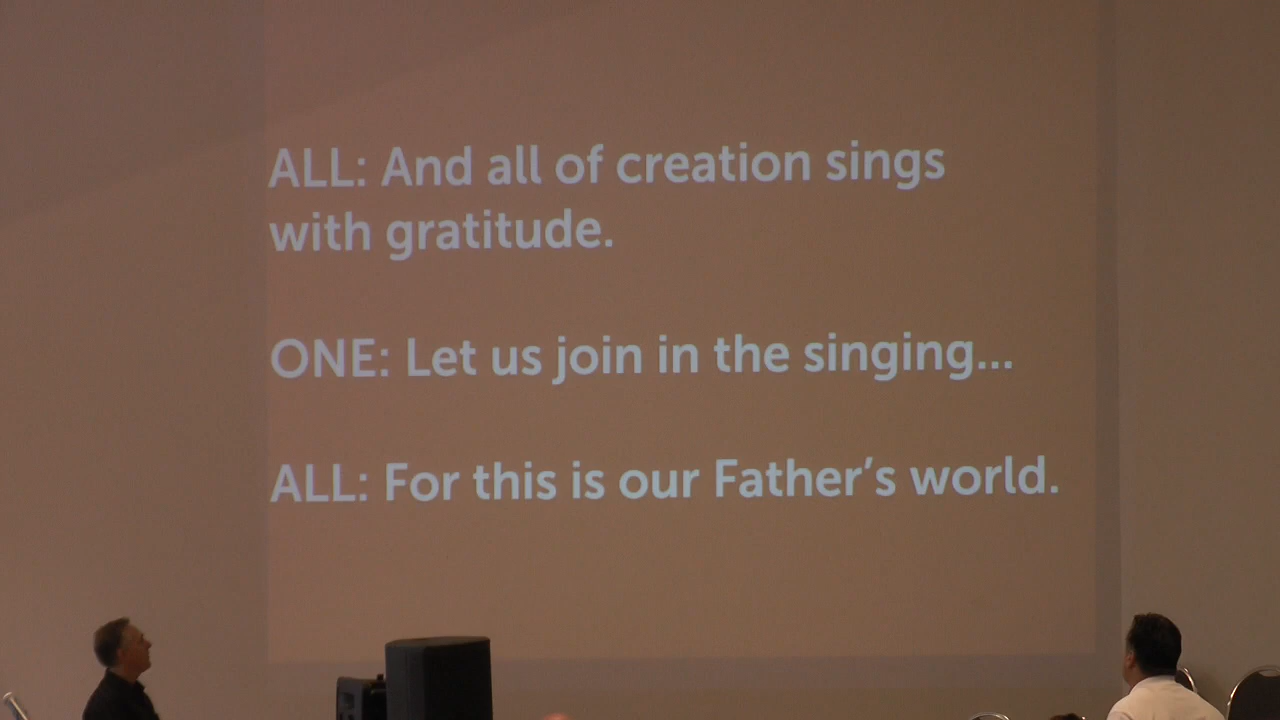 ALL: And all of creation sings
with gratitude.
ONE: Let us join in the singing...
ALL: For this is our Father’s world.